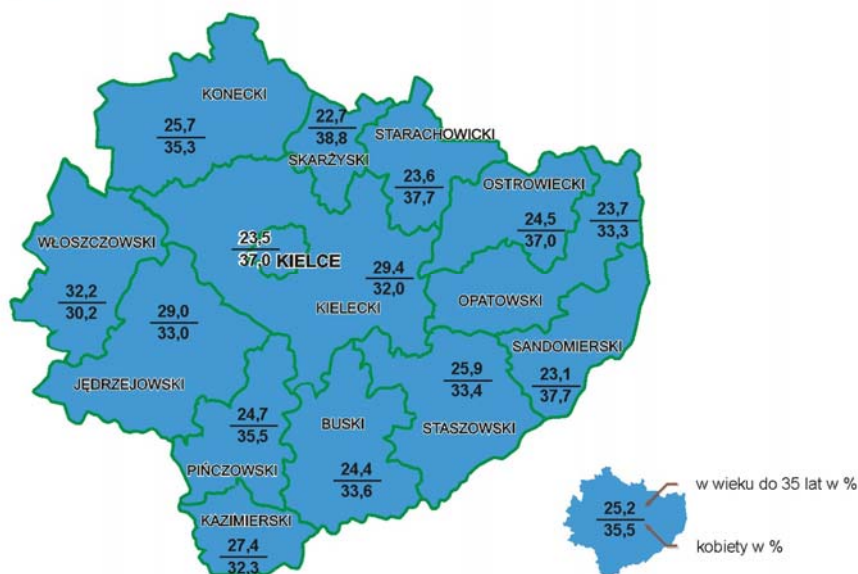 KONECKI
25,7
35,3
22,7
38,8
SKARŻYSKI
STARACHOWICKI
23,6
37,7
OSTROWIECKI
24,5
37,0
23,7
33,3
WŁOSZCZOWSKI
32,2
30,2
23,5
37,0 KIELCE
29,4
32,0
KIELECKI
OPATOWSKI
29,0
33,0
JĘDRZEJOWSKI
SANDOMIERSKI
23,1
37,7
25,9
33,4
STASZOWSKI
24,7
35,5
PIŃCZOWSKI
BUSKI
24,4
33,6
KAZIMIERSKI
27,4
32,3
w wieku do 35 lat w %
25,2
35,5
kobiety w %